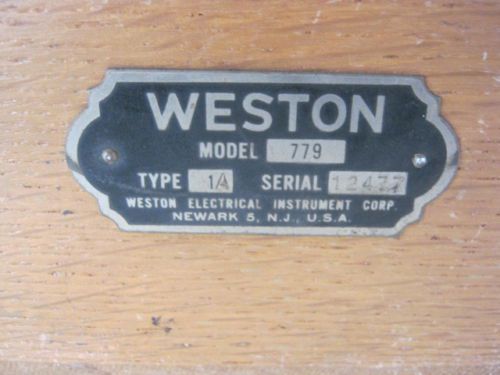 WESTON
MODEL 779
TYPE 1A SERIAL 12477
WESTON ELECTRICAL INSTRUMENT CORP.
NEWARK 5, N.J., U.S.A.